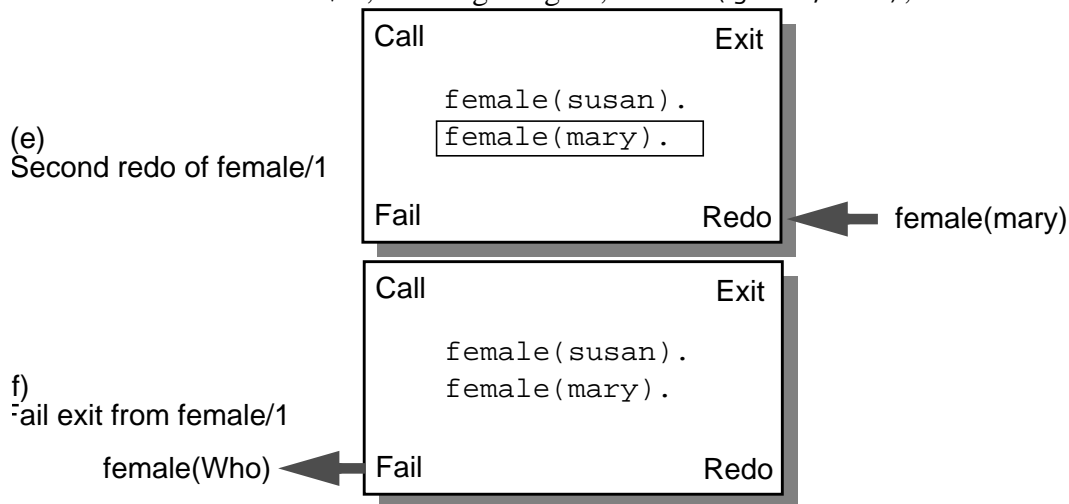 Call Exit
female(susan).
female(mary).
(e)
Second redo of female/1
Fail Redo female(mary)
Call Exit
female(susan).
female(mary).
f)
ail exit from female/1
female(Who) Fail Redo